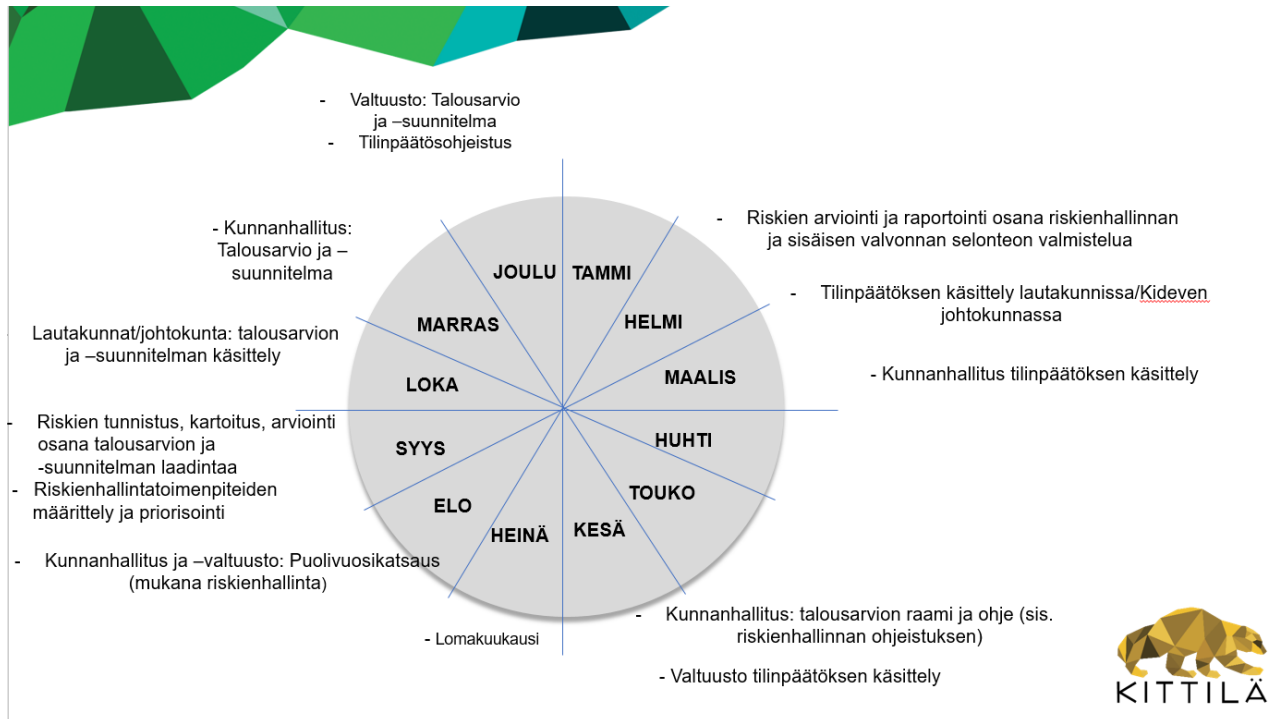 - Valtuusto: Talousarvio
ja –suunnitelma
- Tilinpäätösohjeistus
- Kunnanhallitus:
Talousarvio ja –
suunnitelma
- Riskien arviointi ja raportointi osana riskienhallinnan
ja sisäisen valvonnan selonteon valmistelua
- Tilinpäätöksen käsittely lautakunnissa/Kideven
johtokunnassa
- Kunnanhallitus tilinpäätöksen käsittely
Lautakunnat/johtokunta: talousarvion
ja –suunnitelman käsittely
- Riskien tunnistus, kartoitus, arviointi
osana talousarvion ja
-suunnitelman laadintaa
- Riskienhallintatoimenpiteiden
määrittely ja priorisointi
- Kunnanhallitus ja –valtuusto: Puolivuosikatsaus
(mukana riskienhallinta)
- Lomakuukausi
- Kunnanhallitus: talousarvion raami ja ohje (sis.
riskienhallinnan ohjeistuksen)
- Valtuusto tilinpäätöksen käsittely
JOULU
TAMMI
HELMI
MAALIS
HUHTI
TOUKO
KESÄ
HEINÄ
ELO
SYYS
LOKA
MARRAS
KITTILÄ